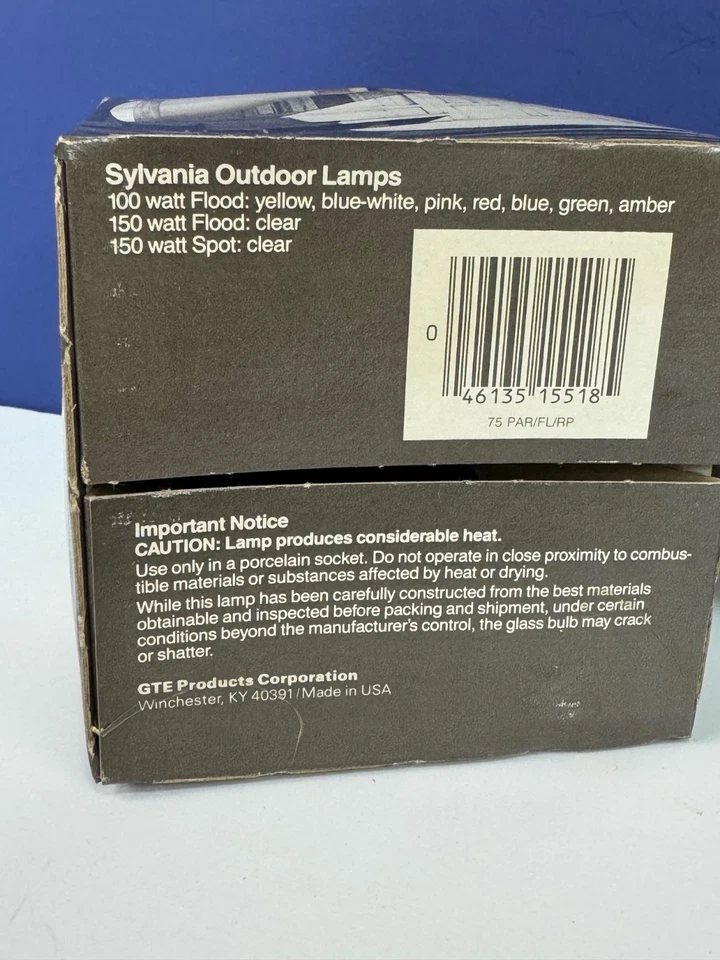 Sylvania Outdoor Lamps
100 watt Flood: yellow, blue-white, pink, red, blue, green, amber
150 watt Flood: clear
150 watt Spot: clear
0 46135 15518
75 PAR/FL/RP
Important Notice
CAUTION: Lamp produces considerable heat.
Use only in a porcelain socket. Do not operate in close proximity to combus-
tible materials or substances affected by heat or drying.
While this lamp has been carefully constructed from the best materials
obtainable and inspected before packing and shipment, under certain
conditions beyond the manufacturer's control, the glass bulb may crack
or shatter.
GTE Products Corporation
Winchester, KY 40391/Made in USA